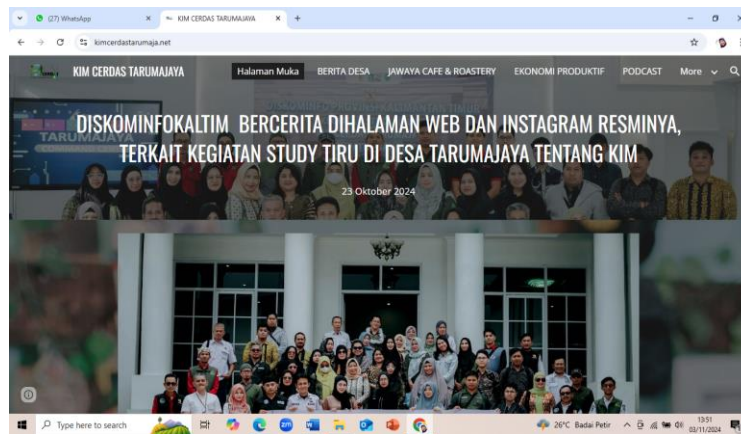 (27) WhatsApp
KIM CERDAS TARUMAJAYA
kimcerdastarumaja.net
KIM CERDAS TARUMAJAYA
Halaman Muka
BERITA DESA
JAWAYA CAFE & ROASTERY
EKONOMI PRODUKTIF
PODCAST
More
DISKOMINFOKALTIM BERCERITA DIHALAMAN WEB DAN INSTAGRAM RESMINYA,
TERKAIT KEGIATAN STUDY TIRU DI DESA TARUMAJAYA TENTANG KIM
TARUMAJAYA
23 Oktober 2024
Type here to search
26°C Badai Petir
13:51
03/11/2024